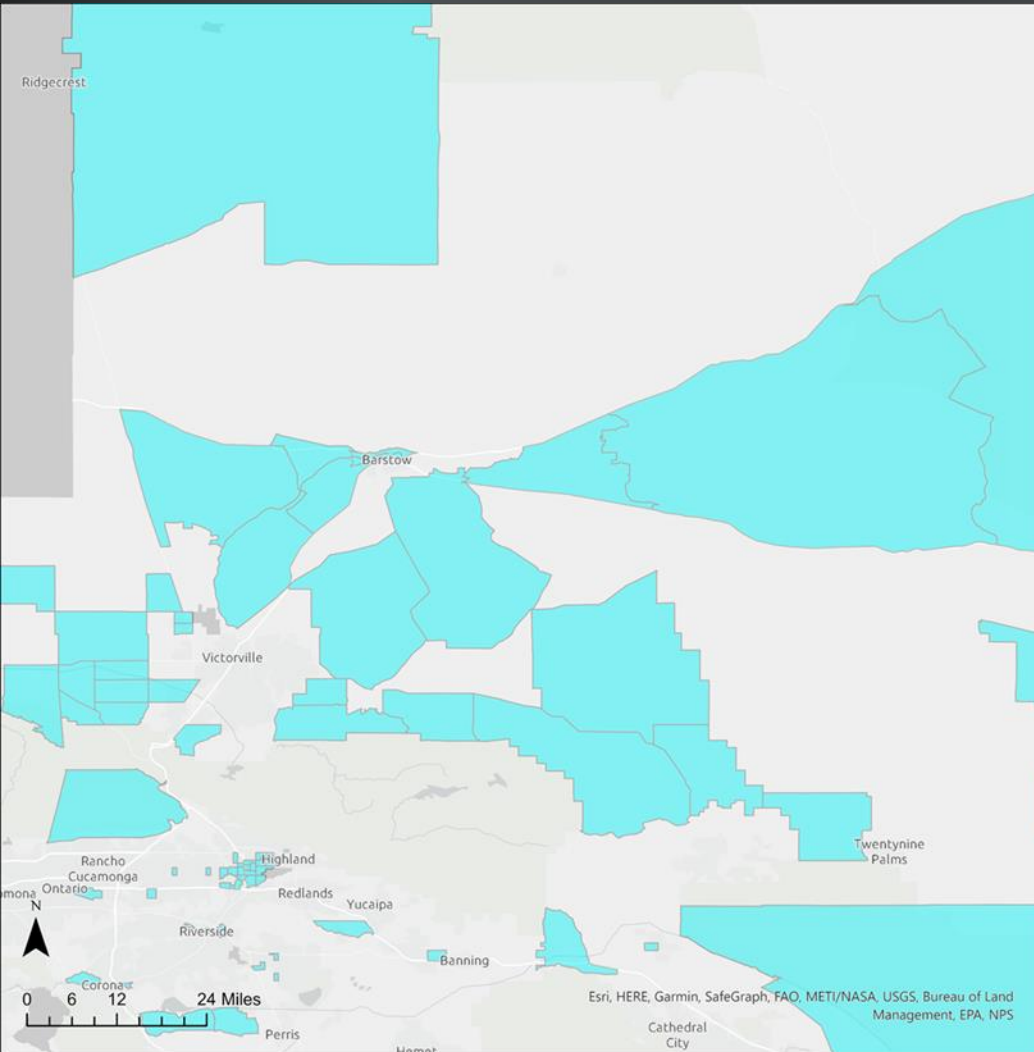 Ridgecrest
Barstow
Victorville
Twentynine
Palms
Rancho
Cucamonga
Highland
Ontario
Redlands
Yucaipa
N
Riverside
Banning
Corona
0 6 12 24 Miles
Perris
Esri, HERE, Garmin, SafeGraph, FAO, METI/NASA, USGS, Bureau of Land
Management, EPA, NPS
Cathedral
City
Hemet